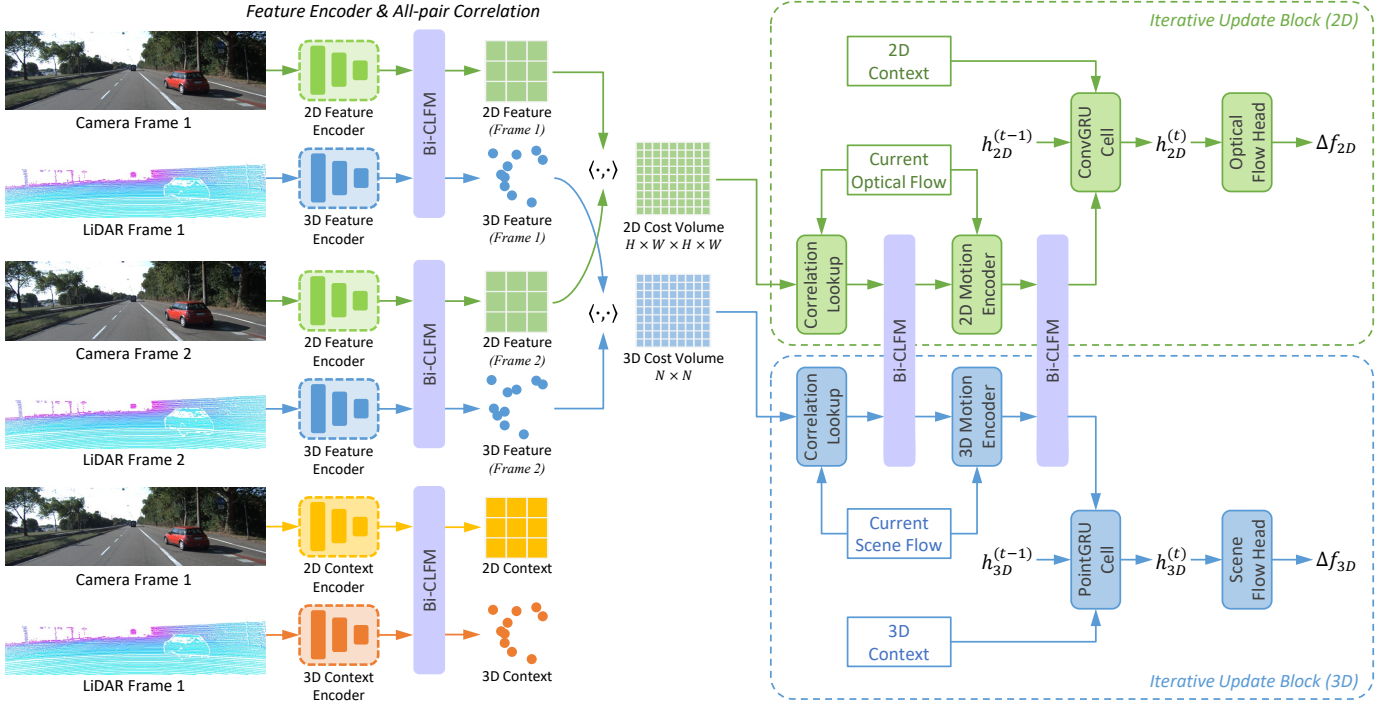 Feature Encoder & All-pair Correlation
Camera Frame 1
2D Feature
Encoder
Bi-CLFM
2D Feature
(Frame 1)
LiDAR Frame 1
3D Feature
Encoder
3D Feature
(Frame 1)
⟨·,·⟩
2D Cost Volume
H × W × H × W
Camera Frame 2
2D Feature
Encoder
Bi-CLFM
2D Feature
(Frame 2)
LiDAR Frame 2
3D Feature
Encoder
3D Feature
(Frame 2)
⟨·,·⟩
3D Cost Volume
N × N
Camera Frame 1
2D Context
Encoder
Bi-CLFM
2D Context
LiDAR Frame 1
3D Context
Encoder
3D Context
Iterative Update Block (2D)
2D
Context
Current
Optical Flow
Correlation
Lookup
Bi-CLFM
2D Motion
Encoder
Bi-CLFM
h_{2D}^{(t-1)}
ConvGRU
Cell
h_{2D}^{(t)}
Optical
Flow Head
Δf_{2D}
Correlation
Lookup
3D Motion
Encoder
Current
Scene Flow
h_{3D}^{(t-1)}
PointGRU
Cell
h_{3D}^{(t)}
Scene
Flow Head
Δf_{3D}
3D
Context
Iterative Update Block (3D)